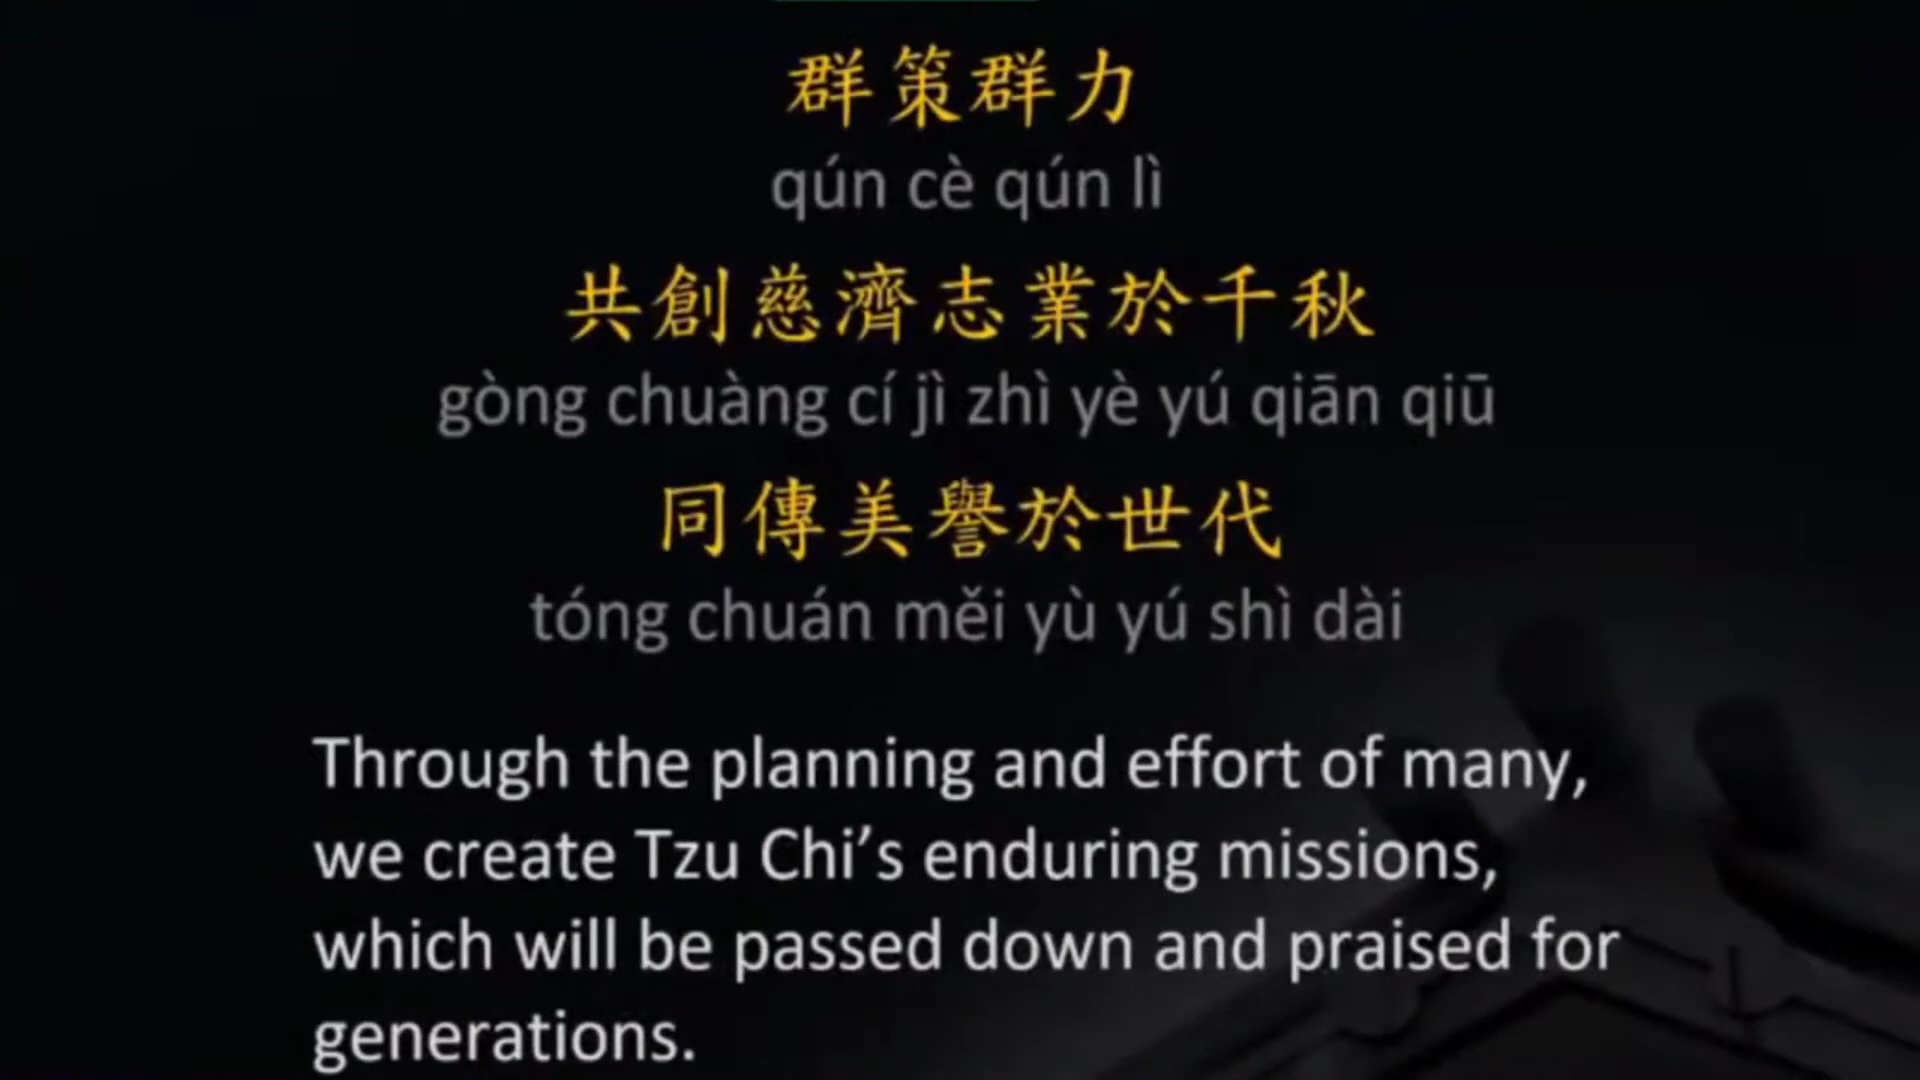 群策群力
qún cè qún lì
共創慈濟志業於千秋
gòng chuàng cí jì zhì yè yú qiān qiū
同傳美譽於世代
tóng chuán měi yù yú shì dài
Through the planning and effort of many,
we create Tzu Chi’s enduring missions,
which will be passed down and praised for
generations.